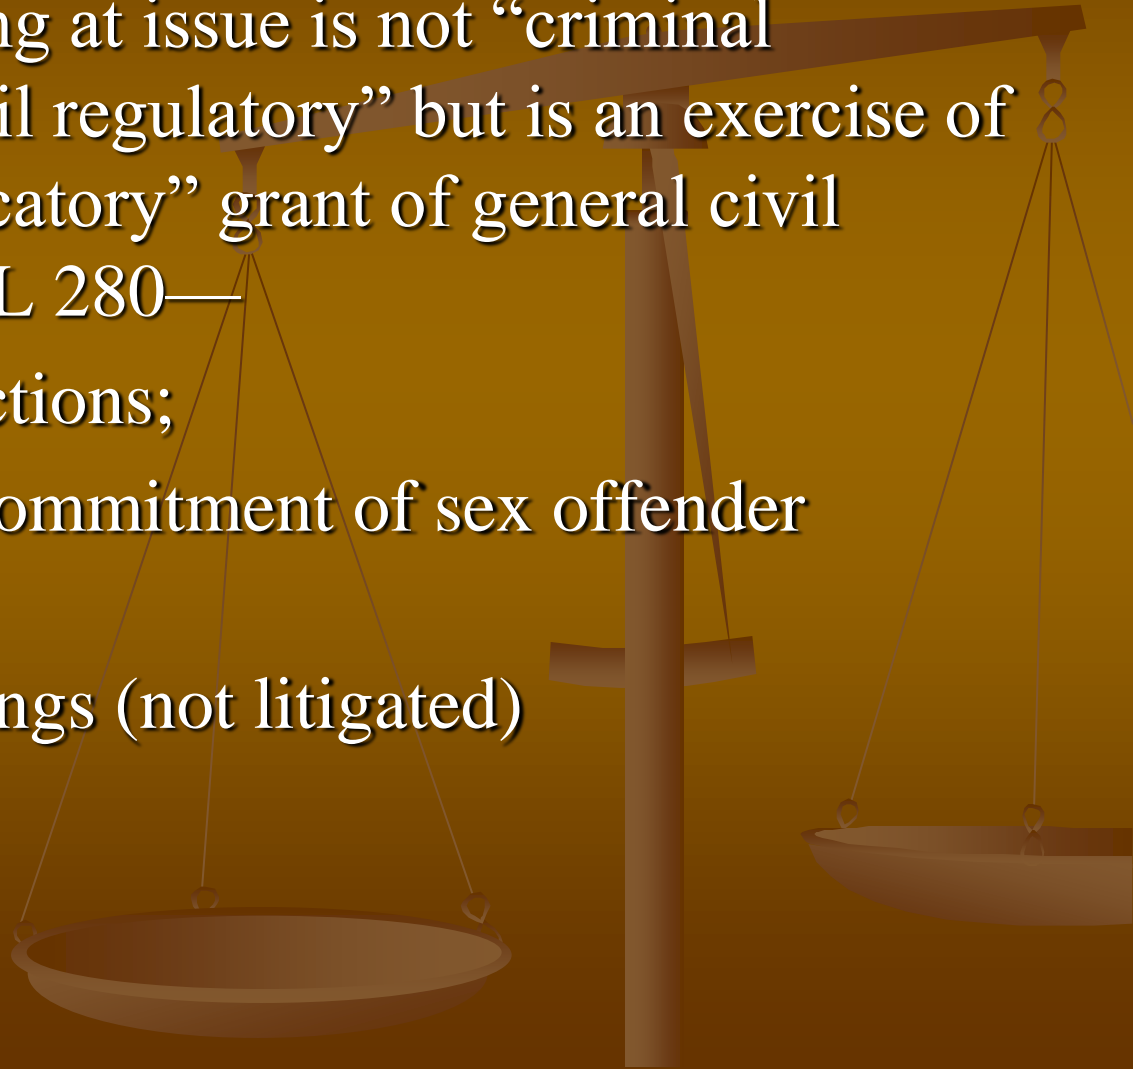 ng at issue is not “criminal
il regulatory” but is an exercise of
catory” grant of general civil
L 280—
ctions;
ommitment of sex offender
ngs (not litigated)